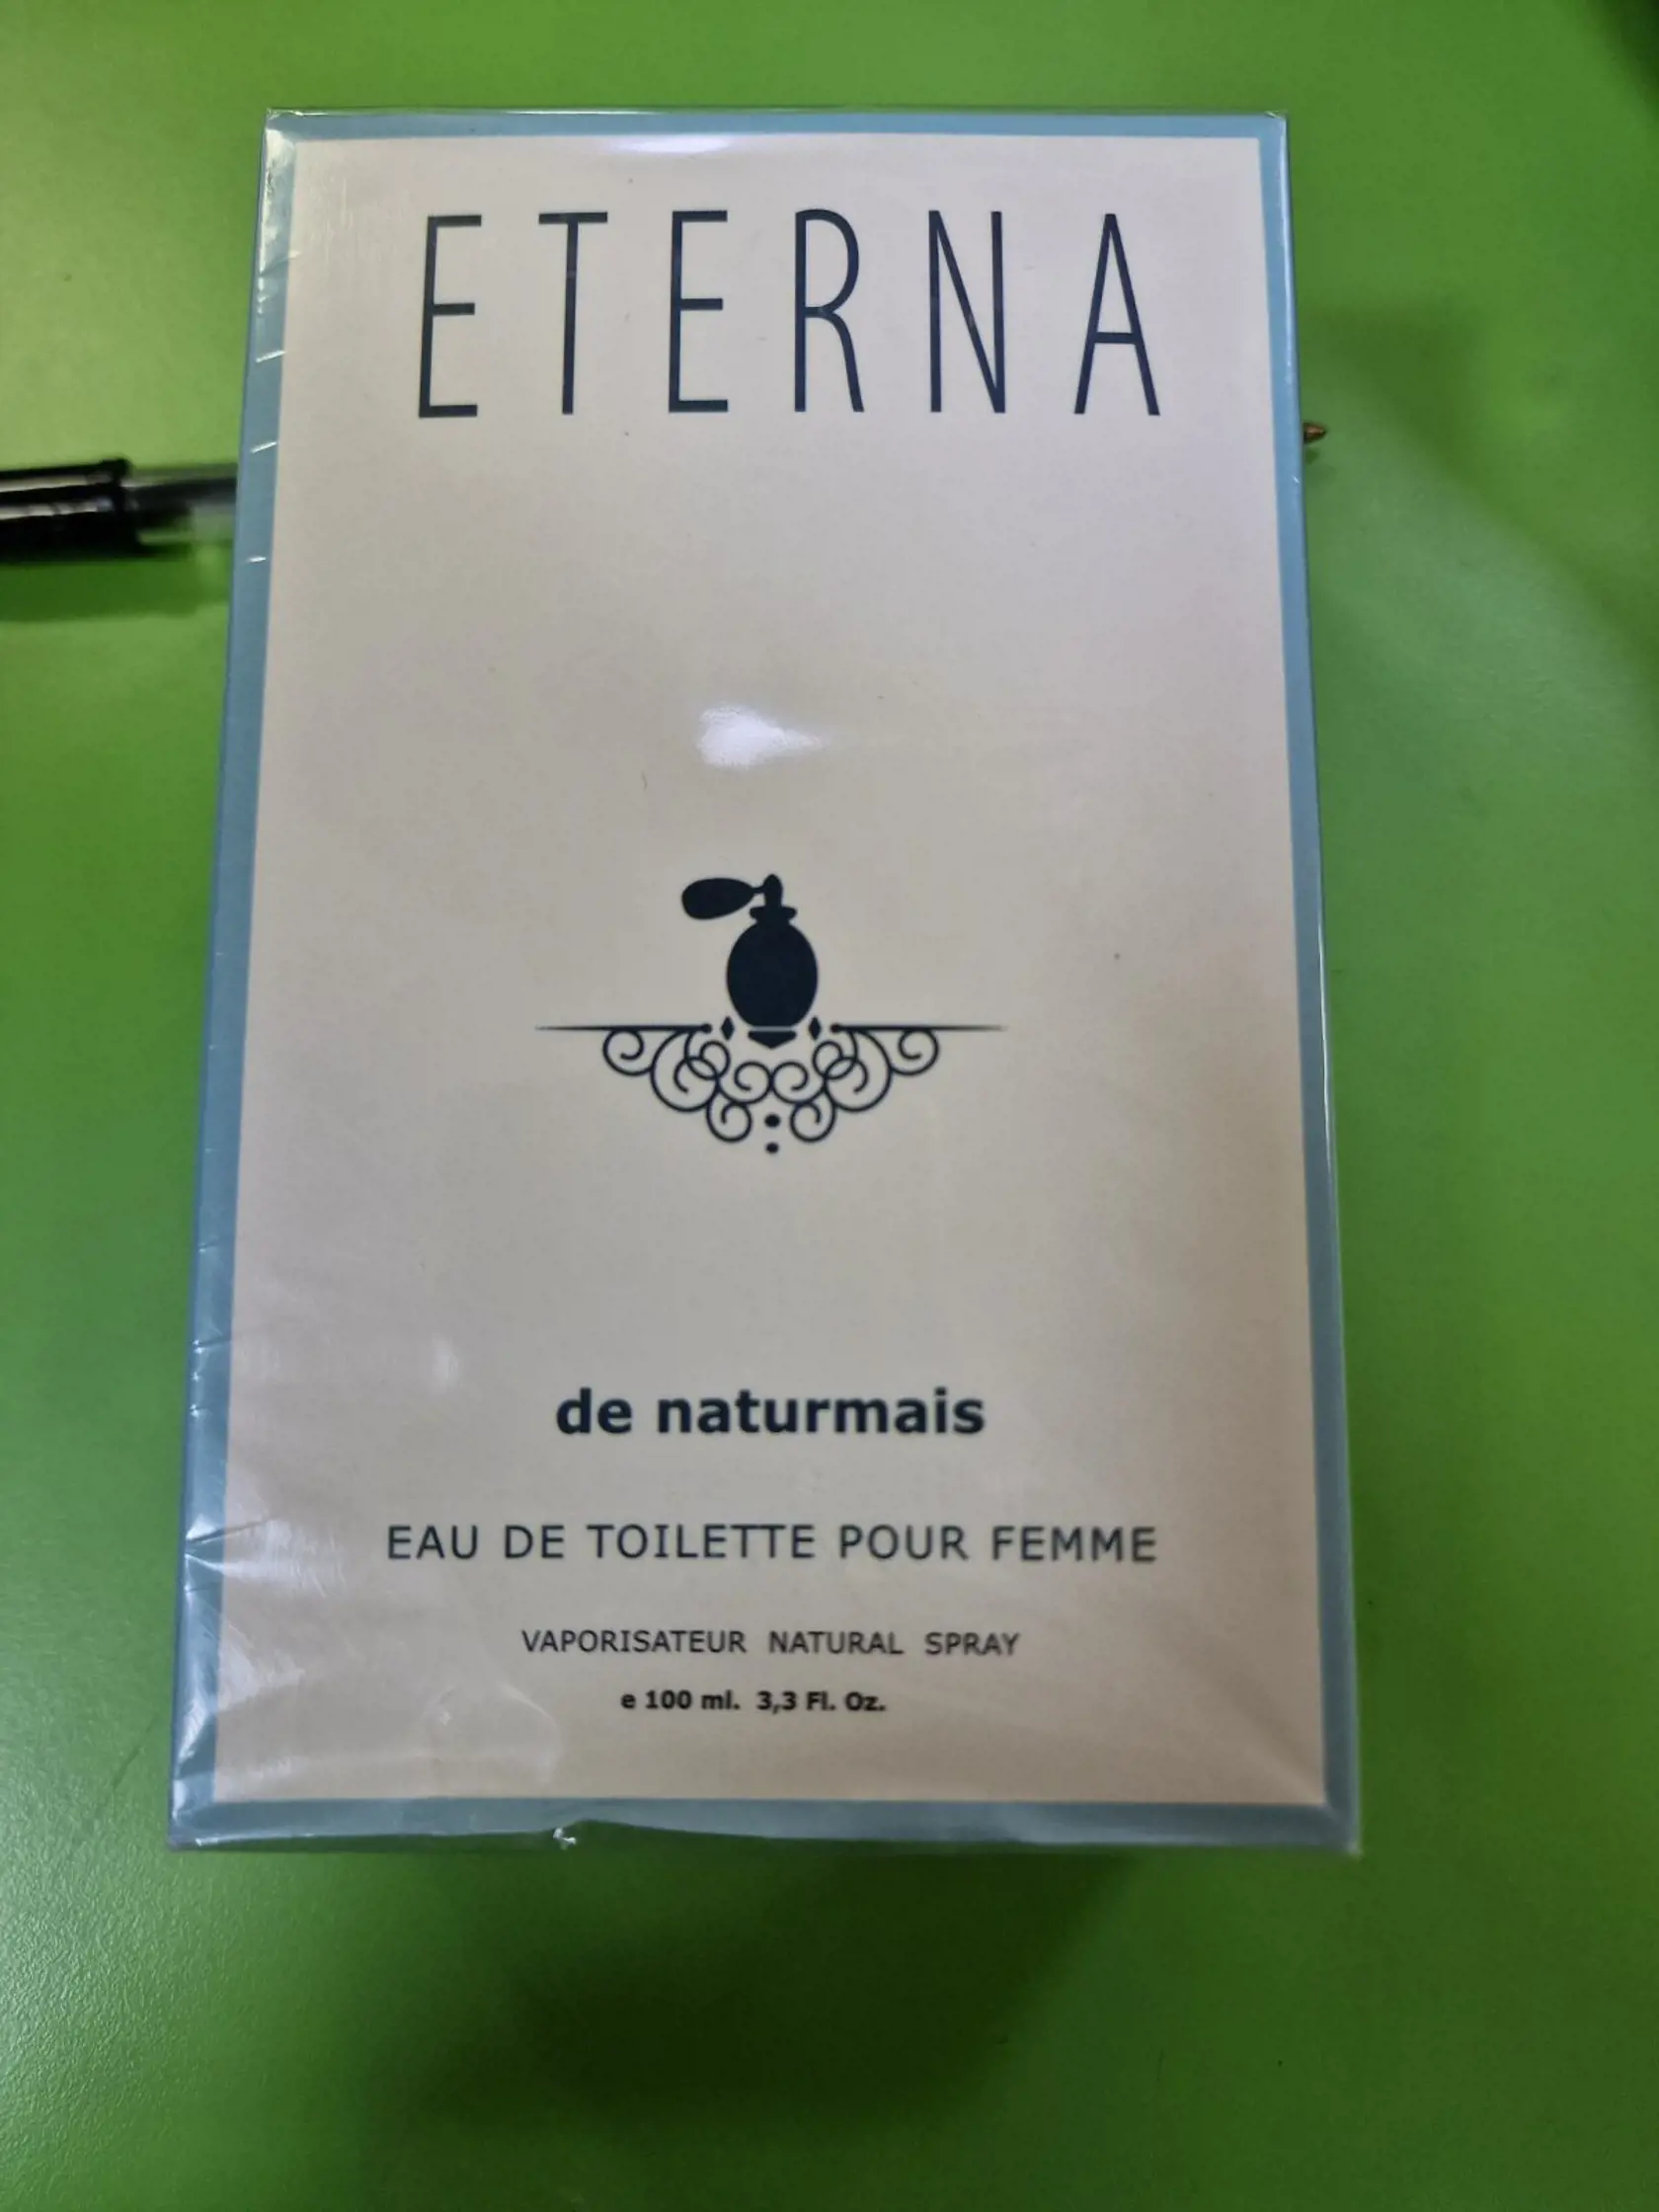 ETERNA
de naturmais
EAU DE TOILETTE POUR FEMME
VAPORISATEUR NATURAL SPRAY
e 100 ml. 3,3 Fl. Oz.